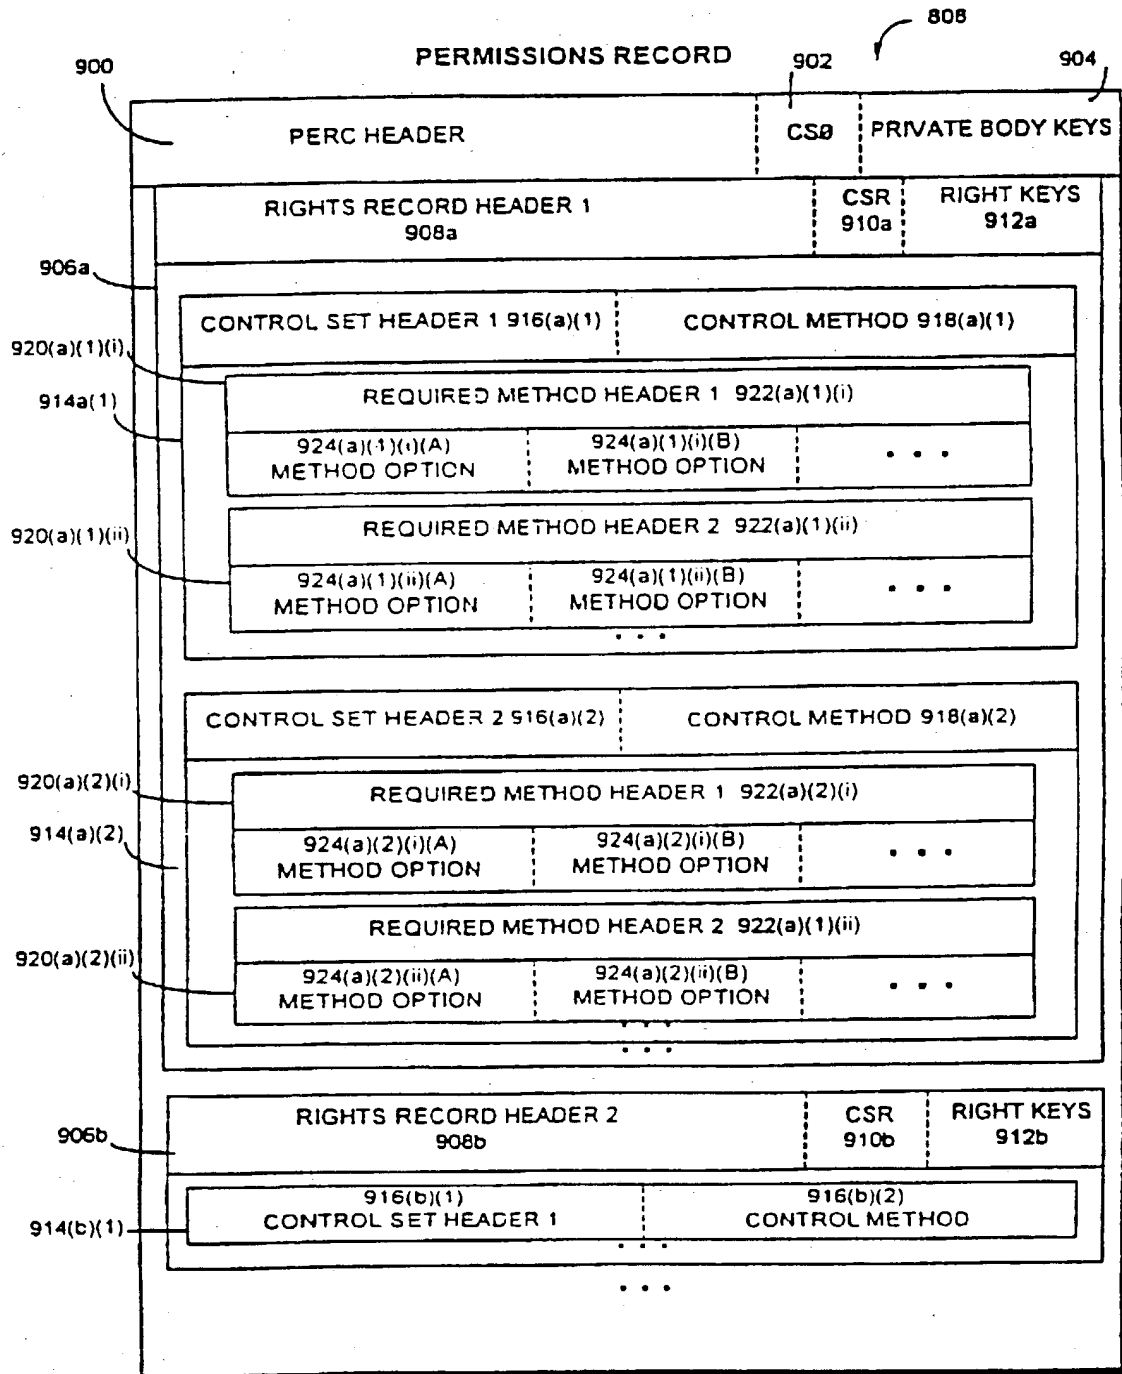 808
PERMISSIONS RECORD
900
902
904
PERC HEADER
CS0
PRIVATE BODY KEYS
RIGHTS RECORD HEADER 1
908a
CSR
910a
RIGHT KEYS
912a
906a
CONTROL SET HEADER 1 916(a)(1)
CONTROL METHOD 918(a)(1)
920(a)(1)(i)
REQUIRED METHOD HEADER 1 922(a)(1)(i)
914a(1)
924(a)(1)(i)(A)
METHOD OPTION
924(a)(1)(i)(B)
METHOD OPTION
• • •
REQUIRED METHOD HEADER 2 922(a)(1)(ii)
920(a)(1)(ii)
924(a)(1)(ii)(A)
METHOD OPTION
924(a)(1)(ii)(B)
METHOD OPTION
• • •
• • •
CONTROL SET HEADER 2 916(a)(2)
CONTROL METHOD 918(a)(2)
920(a)(2)(i)
REQUIRED METHOD HEADER 1 922(a)(2)(i)
914(a)(2)
924(a)(2)(i)(A)
METHOD OPTION
924(a)(2)(i)(B)
METHOD OPTION
• • •
REQUIRED METHOD HEADER 2 922(a)(1)(ii)
920(a)(2)(ii)
924(a)(2)(ii)(A)
METHOD OPTION
924(a)(2)(ii)(B)
METHOD OPTION
• • •
• • •
• • •
RIGHTS RECORD HEADER 2
908b
CSR
910b
RIGHT KEYS
912b
906b
916(b)(1)
CONTROL SET HEADER 1
916(b)(2)
CONTROL METHOD
914(b)(1)
• • •
• • •